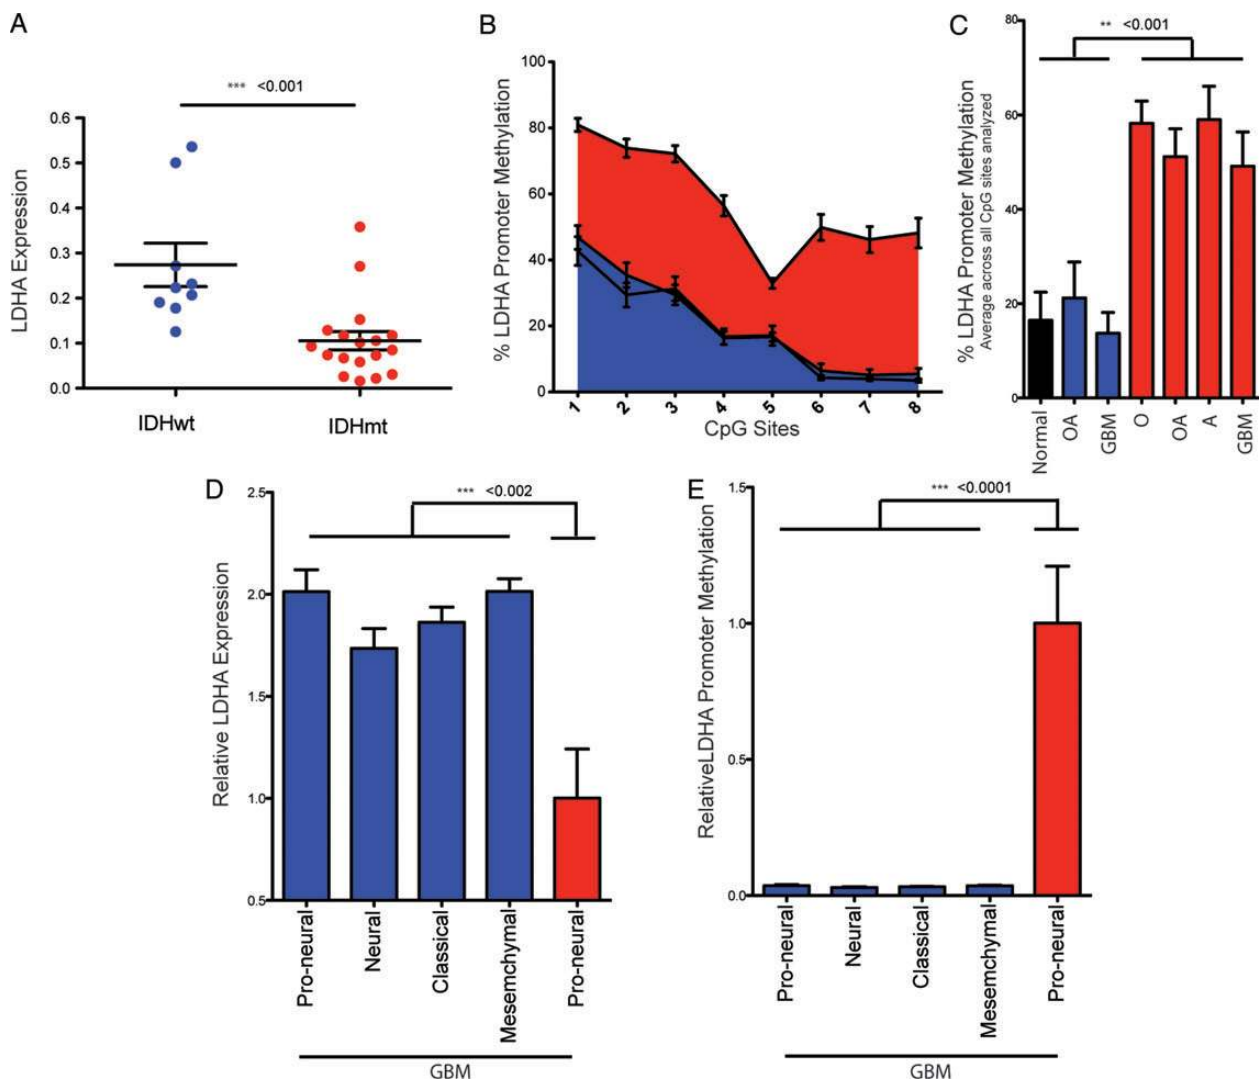 A
*** <0.001
LDHA Expression
0.6
0.5
0.4
0.3
0.2
0.1
0.0
IDHwt
IDHmt
B
% LDHA Promoter Methylation
100
80
60
40
20
0
1 2 3 4 5 6 7 8
CpG Sites
C
** <0.001
% LDHA Promoter Methylation
Average across all CpG sites analyzed
80
60
40
20
0
Normal
OA
GBM
O
OA
A
GBM
D
*** <0.002
Relative LDHA Expression
2.5
2.0
1.5
1.0
0.5
Pro-neural
Neural
Classical
Mesemchymal
Pro-neural
GBM
E
*** <0.0001
RelativeLDHA Promoter Methylation
1.5
1.0
0.5
0.0
Pro-neural
Neural
Classical
Mesemchymal
Pro-neural
GBM